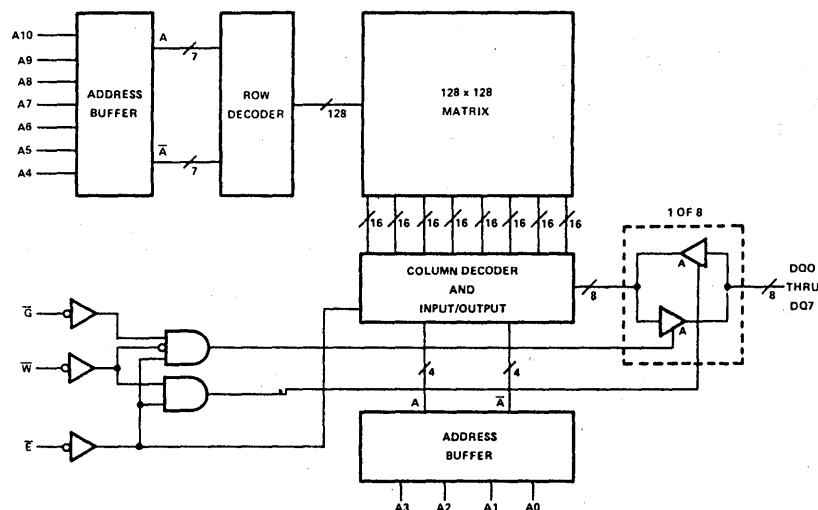 A10
A9
A8
A7
A6
A5
A4
ADDRESS
BUFFER
A
7
A̅
7
ROW
DECODER
128
128 x 128
MATRIX
16 16 16 16 16 16 16 16
COLUMN DECODER
AND
INPUT/OUTPUT
8
1 OF 8
A
A
8
DQ0
THRU
DQ7
G̅
W̅
E̅
4
4
A
A̅
ADDRESS
BUFFER
A3 A2 A1 A0